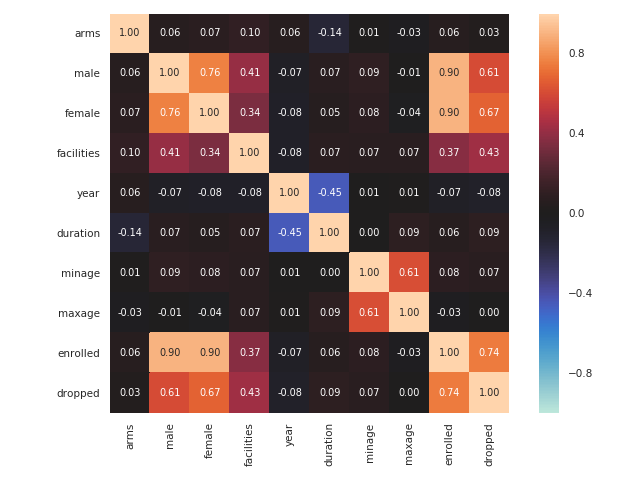 arms 1.00 0.06 0.07 0.10 0.06 -0.14 0.01 -0.03 0.06 0.03
male 0.06 1.00 0.76 0.41 -0.07 0.07 0.09 -0.01 0.90 0.61
female 0.07 0.76 1.00 0.34 -0.08 0.05 0.08 -0.04 0.90 0.67
facilities 0.10 0.41 0.34 1.00 -0.08 0.07 0.07 0.07 0.37 0.43
year 0.06 -0.07 -0.08 -0.08 1.00 -0.45 0.01 0.01 -0.07 -0.08
duration -0.14 0.07 0.05 0.07 -0.45 1.00 0.00 0.09 0.06 0.09
minage 0.01 0.09 0.08 0.07 0.01 0.00 1.00 0.61 0.08 0.07
maxage -0.03 -0.01 -0.04 0.07 0.01 0.09 0.61 1.00 -0.03 0.00
enrolled 0.06 0.90 0.90 0.37 -0.07 0.06 0.08 -0.03 1.00 0.74
dropped 0.03 0.61 0.67 0.43 -0.08 0.09 0.07 0.00 0.74 1.00
arms male female facilities year duration minage maxage enrolled dropped
0.8
0.4
0.0
−0.4
−0.8